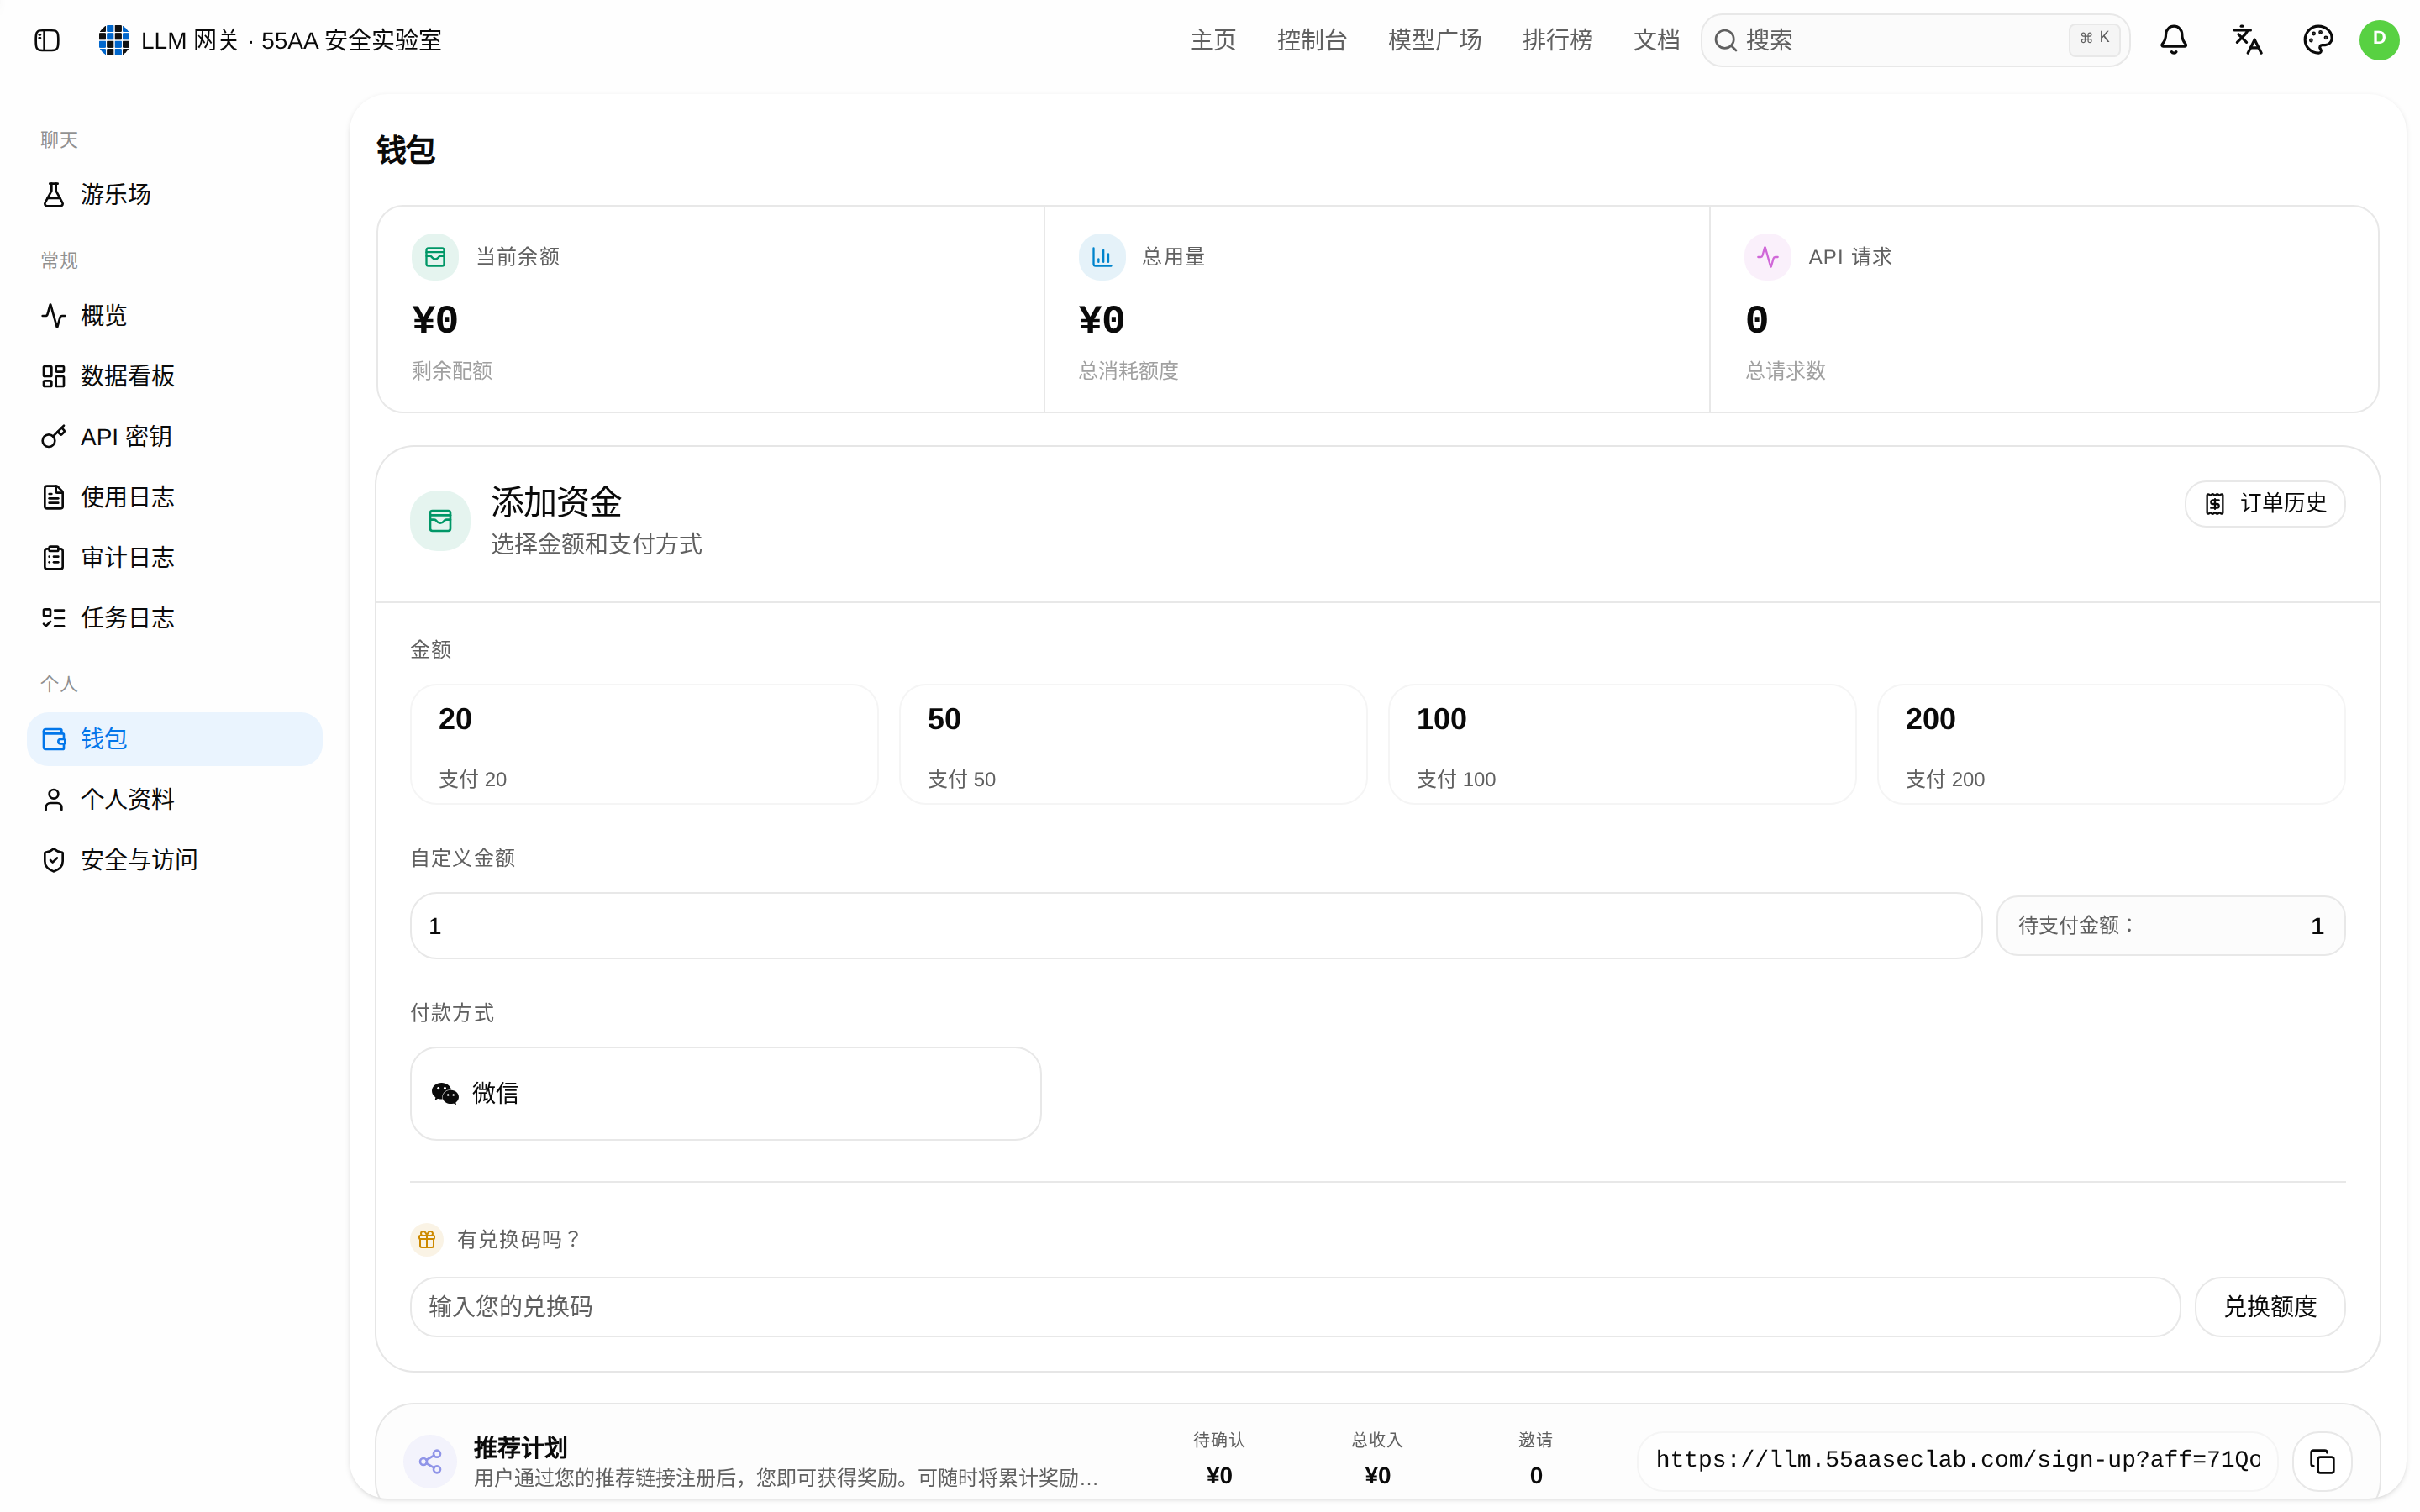 LLM 网关 · 55AA 安全实验室
主页 控制台 模型广场 排行榜 文档 搜索 ⌘ K D
聊天
游乐场
常规
概览
数据看板
API 密钥
使用日志
审计日志
任务日志
个人
钱包
个人资料
安全与访问
钱包
当前余额
¥0
剩余配额
总用量
¥0
总消耗额度
API 请求
0
总请求数
添加资金
选择金额和支付方式
订单历史
金额
20
支付 20
50
支付 50
100
支付 100
200
支付 200
自定义金额
1
待支付金额： 1
付款方式
微信
有兑换码吗？
输入您的兑换码
兑换额度
推荐计划
用户通过您的推荐链接注册后，您即可获得奖励。可随时将累计奖励...
待确认
¥0
总收入
¥0
邀请
0
https://llm.55aaseclab.com/sign-up?aff=71Qo